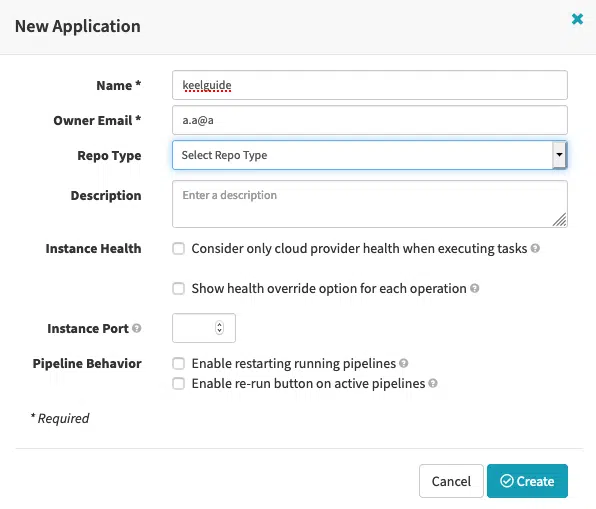 New Application
Name *
keelguide
Owner Email *
a.a@a
Repo Type
Select Repo Type
Description
Enter a description
Instance Health
Consider only cloud provider health when executing tasks
Show health override option for each operation
Instance Port
Pipeline Behavior
Enable restarting running pipelines
Enable re-run button on active pipelines
* Required
Cancel
Create